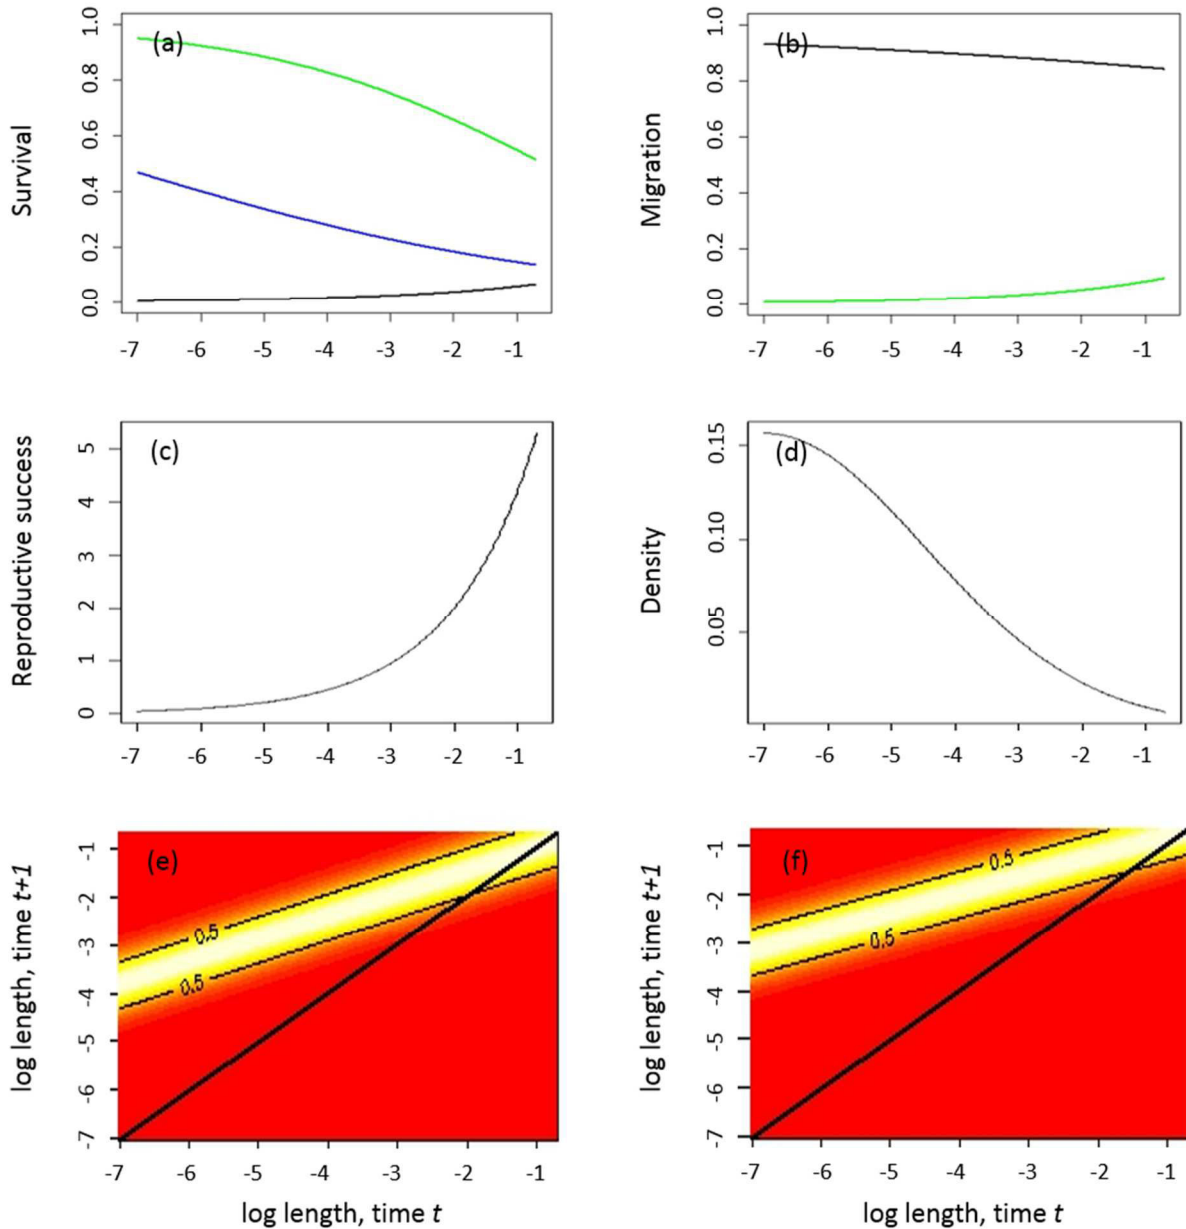 Survival
0.0 0.2 0.4 0.6 0.8 1.0
(a)
-7 -6 -5 -4 -3 -2 -1
Migration
0.0 0.2 0.4 0.6 0.8 1.0
(b)
-7 -6 -5 -4 -3 -2 -1
Reproductive success
0 1 2 3 4 5
(c)
-7 -6 -5 -4 -3 -2 -1
Density
0.05 0.10 0.15
(d)
-7 -6 -5 -4 -3 -2 -1
log length, time t+1
-7 -6 -5 -4 -3 -2 -1
(e)
0.5
0.5
-7 -6 -5 -4 -3 -2 -1
log length, time t
log length, time t+1
-7 -6 -5 -4 -3 -2 -1
(f)
0.5
0.5
-7 -6 -5 -4 -3 -2 -1
log length, time t